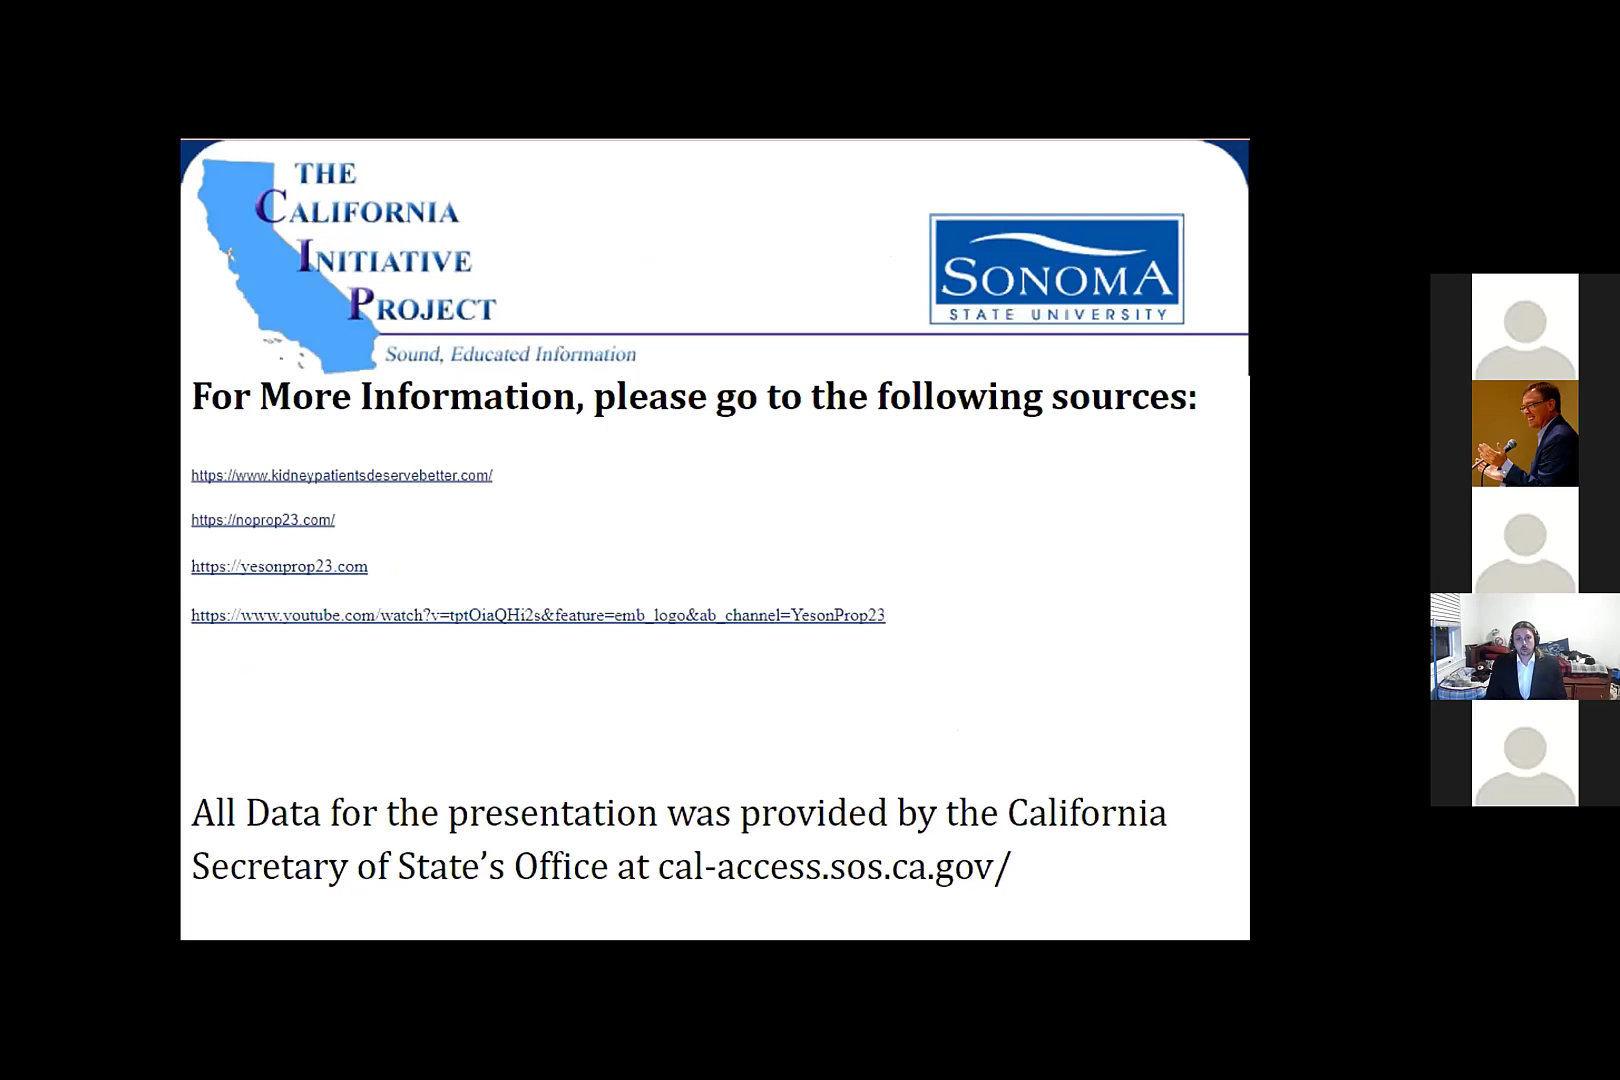 THE
CALIFORNIA
INITIATIVE
PROJECT
Sound, Educated Information
SONOMA
STATE UNIVERSITY
For More Information, please go to the following sources:
https://www.kidneypatientsdeservebetter.com/
https://noprop23.com/
https://yesonprop23.com
https://www.youtube.com/watch?v=tptOiaQHi2s&feature=emb_logo&ab_channel=YesonProp23
All Data for the presentation was provided by the California
Secretary of State’s Office at cal-access.sos.ca.gov/